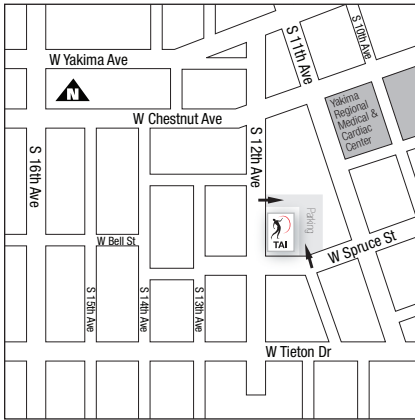 S 10th Ave
S 11th Ave
W Yakima Ave
N
Yakima
Regional
Medical &
Cardiac
Center
W Chestnut Ave
S 16th Ave
S 12th Ave
Parking
TAI
W Bell St
W Spruce St
S 15th Ave
S 14th Ave
S 13th Ave
W Tieton Dr